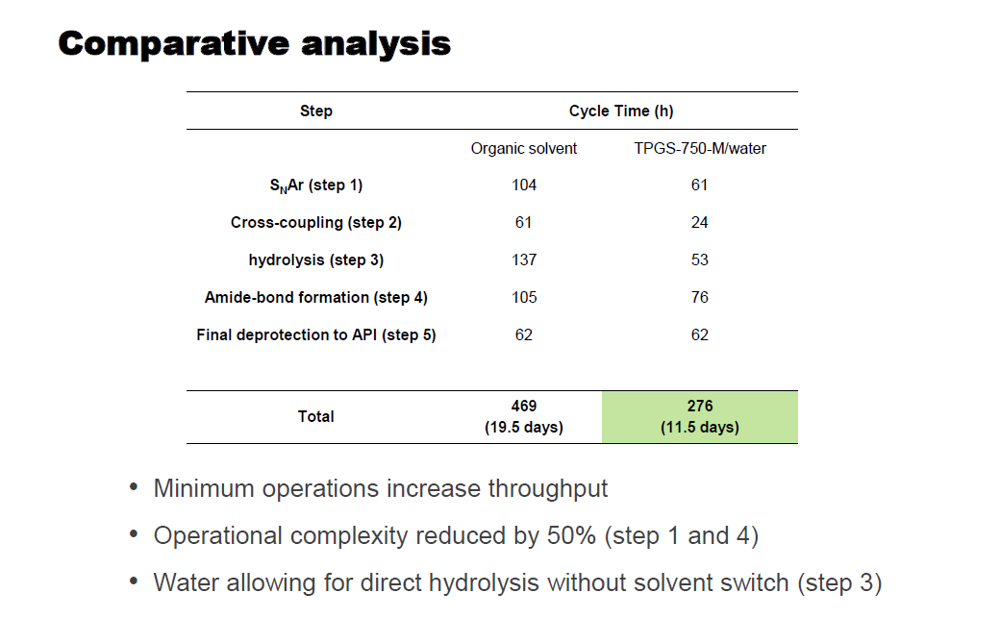 Comparative analysis
Step Cycle Time (h)
Organic solvent TPGS-750-M/water
SNAr (step 1) 104 61
Cross-coupling (step 2) 61 24
hydrolysis (step 3) 137 53
Amide-bond formation (step 4) 105 76
Final deprotection to API (step 5) 62 62
Total 469 276
(19.5 days) (11.5 days)
• Minimum operations increase throughput
• Operational complexity reduced by 50% (step 1 and 4)
• Water allowing for direct hydrolysis without solvent switch (step 3)